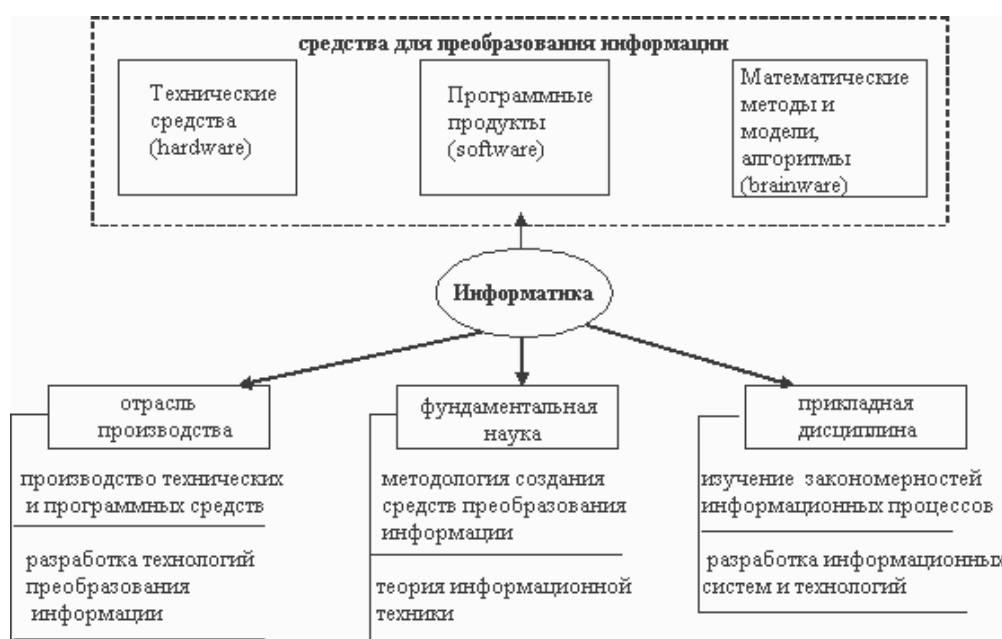 средства для преобразования информации
Технические
средства
(hardware)
Программные
продукты
(software)
Математические
методы и
модели,
алгоритмы
(brainware)
Информатика
отрасль
производства
фундаментальная
наука
прикладная
дисциплина
производство технических
и программных средств
разработка технологий
преобразования
информации
методология создания
средств преобразования
информации
теория информационной
техники
изучение закономерностей
информационных процессов
разработка информационных
систем и технологий